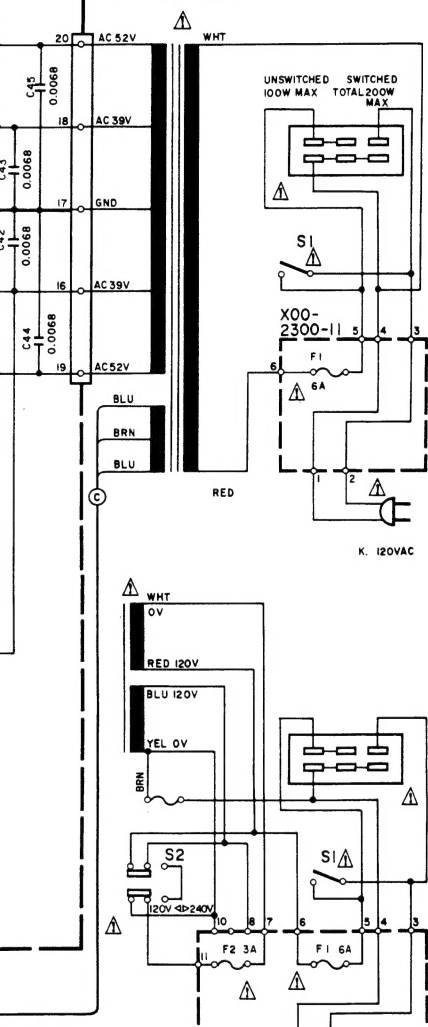 20 AC 52V
WHT
C45
0.0068
UNSWITCHED SWITCHED
100W MAX TOTAL 200W
MAX
18 AC 39V
C43
0.0068
17 GND
C42
0.0068
S1
16 AC 39V
X00-
2300-11
5 4 3
C44
0.0068
F1
6A
19 AC 52V
6
BLU
BRN
BLU
C
RED
1 2
K. 120VAC
WHT
0V
RED 120V
BLU 120V
YEL 0V
BRN
S2
S1
120V ◁▷ 240V
10 8 7 6 5 4 3
11
F2 3A
F1 6A